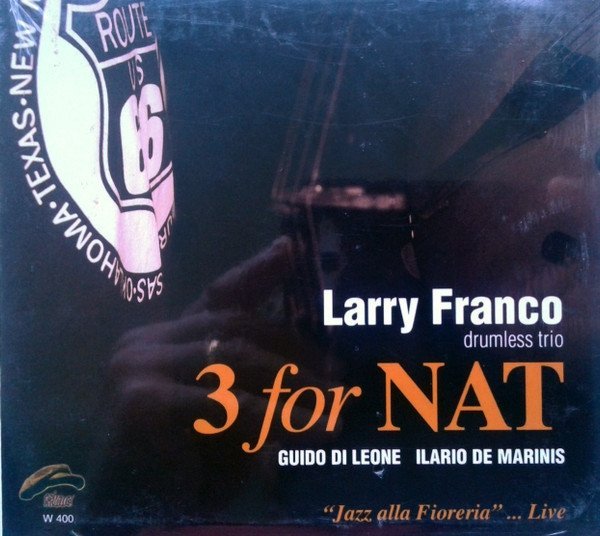 ROUTE
US
66
SAS·OKLAHOMA·TEXAS·NEW M
Larry Franco
drumless trio
3 for NAT
GUIDO DI LEONE ILARIO DE MARINIS
W 400
"Jazz alla Fioreria" ... Live